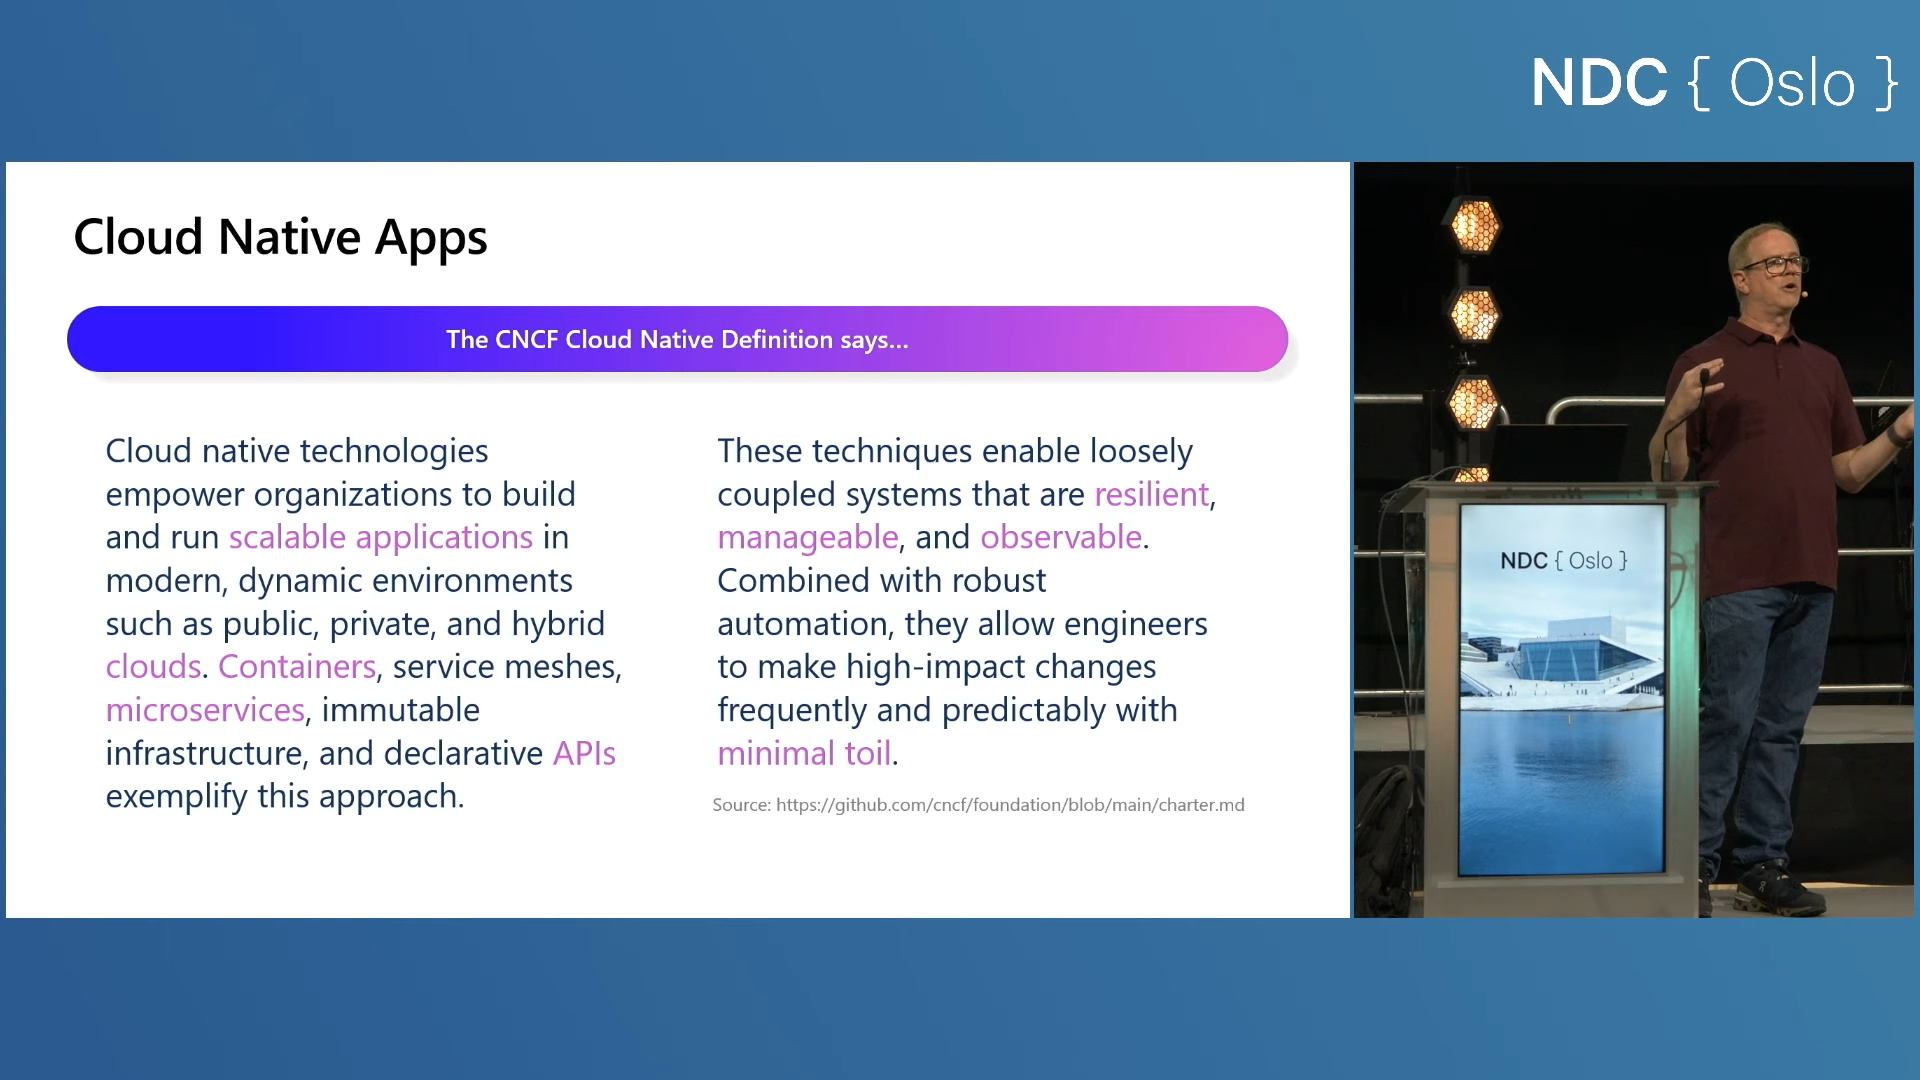 NDC { Oslo }
Cloud Native Apps
The CNCF Cloud Native Definition says...
Cloud native technologies
empower organizations to build
and run scalable applications in
modern, dynamic environments
such as public, private, and hybrid
clouds. Containers, service meshes,
microservices, immutable
infrastructure, and declarative APIs
exemplify this approach.
These techniques enable loosely
coupled systems that are resilient,
manageable, and observable.
Combined with robust
automation, they allow engineers
to make high-impact changes
frequently and predictably with
minimal toil.
Source: https://github.com/cncf/foundation/blob/main/charter.md
NDC { Oslo }